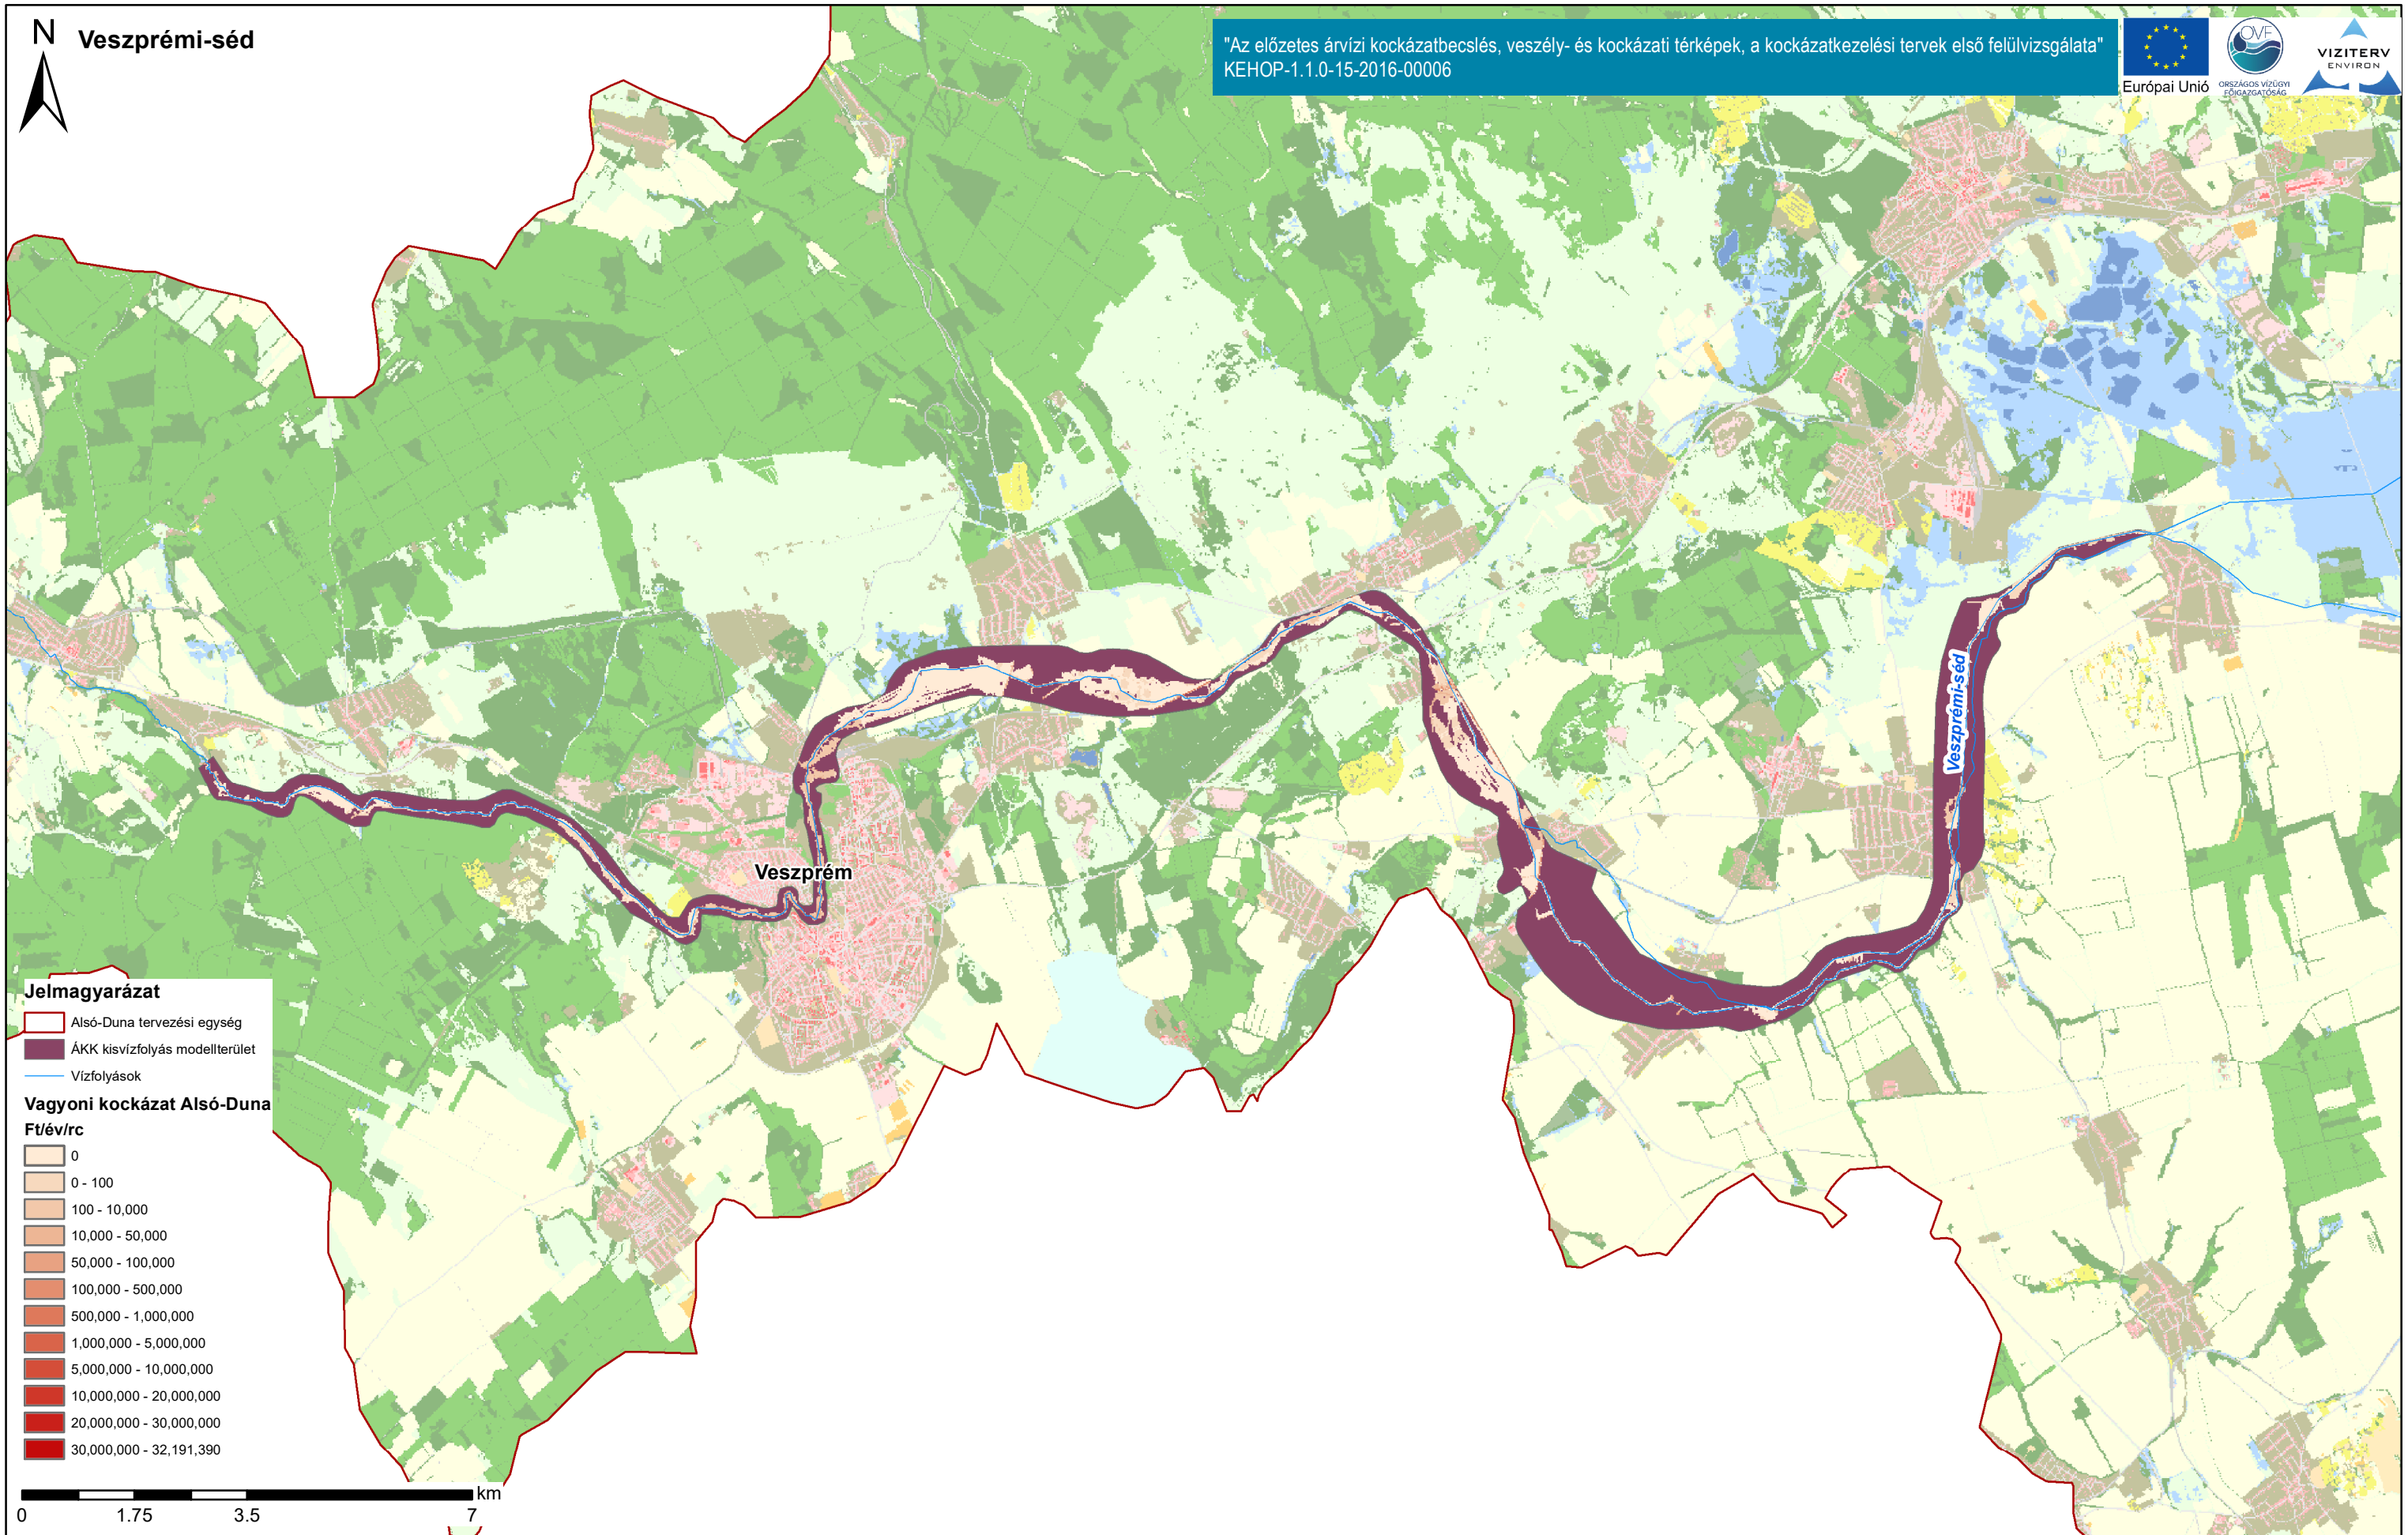 N
Veszprémi-séd
"Az előzetes árvízi kockázatbecslés, veszély- és kockázati térképek, a kockázatkezelési tervek első felülvizsgálata"
KEHOP-1.1.0-15-2016-00006
Európai Unió
OVF
ORSZÁGOS VÍZÜGYI
FŐIGAZGATÓSÁG
VIZITERV
ENVIRON
Veszprémi-séd
Veszprém
Jelmagyarázat
Alsó-Duna tervezési egység
ÁKK kisvízfolyás modellterület
Vízfolyások
Vagyoni kockázat Alsó-Duna
Ft/év/rc
0
0 - 100
100 - 10,000
10,000 - 50,000
50,000 - 100,000
100,000 - 500,000
500,000 - 1,000,000
1,000,000 - 5,000,000
5,000,000 - 10,000,000
10,000,000 - 20,000,000
20,000,000 - 30,000,000
30,000,000 - 32,191,390
km
0 1.75 3.5 7